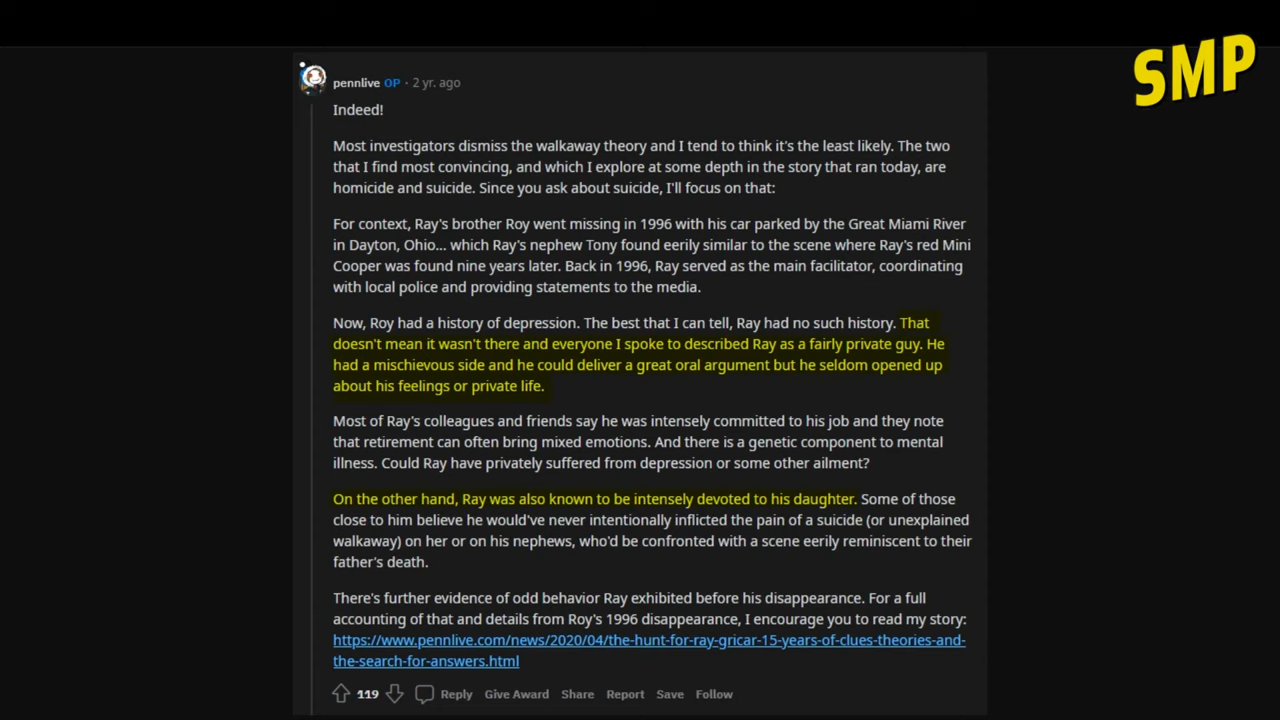 SMP
pennlive OP · 2 yr. ago
Indeed!
Most investigators dismiss the walkaway theory and I tend to think it's the least likely. The two
that I find most convincing, and which I explore at some depth in the story that ran today, are
homicide and suicide. Since you ask about suicide, I'll focus on that:
For context, Ray's brother Roy went missing in 1996 with his car parked by the Great Miami River
in Dayton, Ohio... which Ray's nephew Tony found eerily similar to the scene where Ray's red Mini
Cooper was found nine years later. Back in 1996, Ray served as the main facilitator, coordinating
with local police and providing statements to the media.
Now, Roy had a history of depression. The best that I can tell, Ray had no such history. That
doesn't mean it wasn't there and everyone I spoke to described Ray as a fairly private guy. He
had a mischievous side and he could deliver a great oral argument but he seldom opened up
about his feelings or private life.
Most of Ray's colleagues and friends say he was intensely committed to his job and they note
that retirement can often bring mixed emotions. And there is a genetic component to mental
illness. Could Ray have privately suffered from depression or some other ailment?
On the other hand, Ray was also known to be intensely devoted to his daughter. Some of those
close to him believe he would've never intentionally inflicted the pain of a suicide (or unexplained
walkaway) on her or on his nephews, who'd be confronted with a scene eerily reminiscent to their
father's death.
There's further evidence of odd behavior Ray exhibited before his disappearance. For a full
accounting of that and details from Roy's 1996 disappearance, I encourage you to read my story:
https://www.pennlive.com/news/2020/04/the-hunt-for-ray-gricar-15-years-of-clues-theories-and-
the-search-for-answers.html
119 Reply Give Award Share Report Save Follow